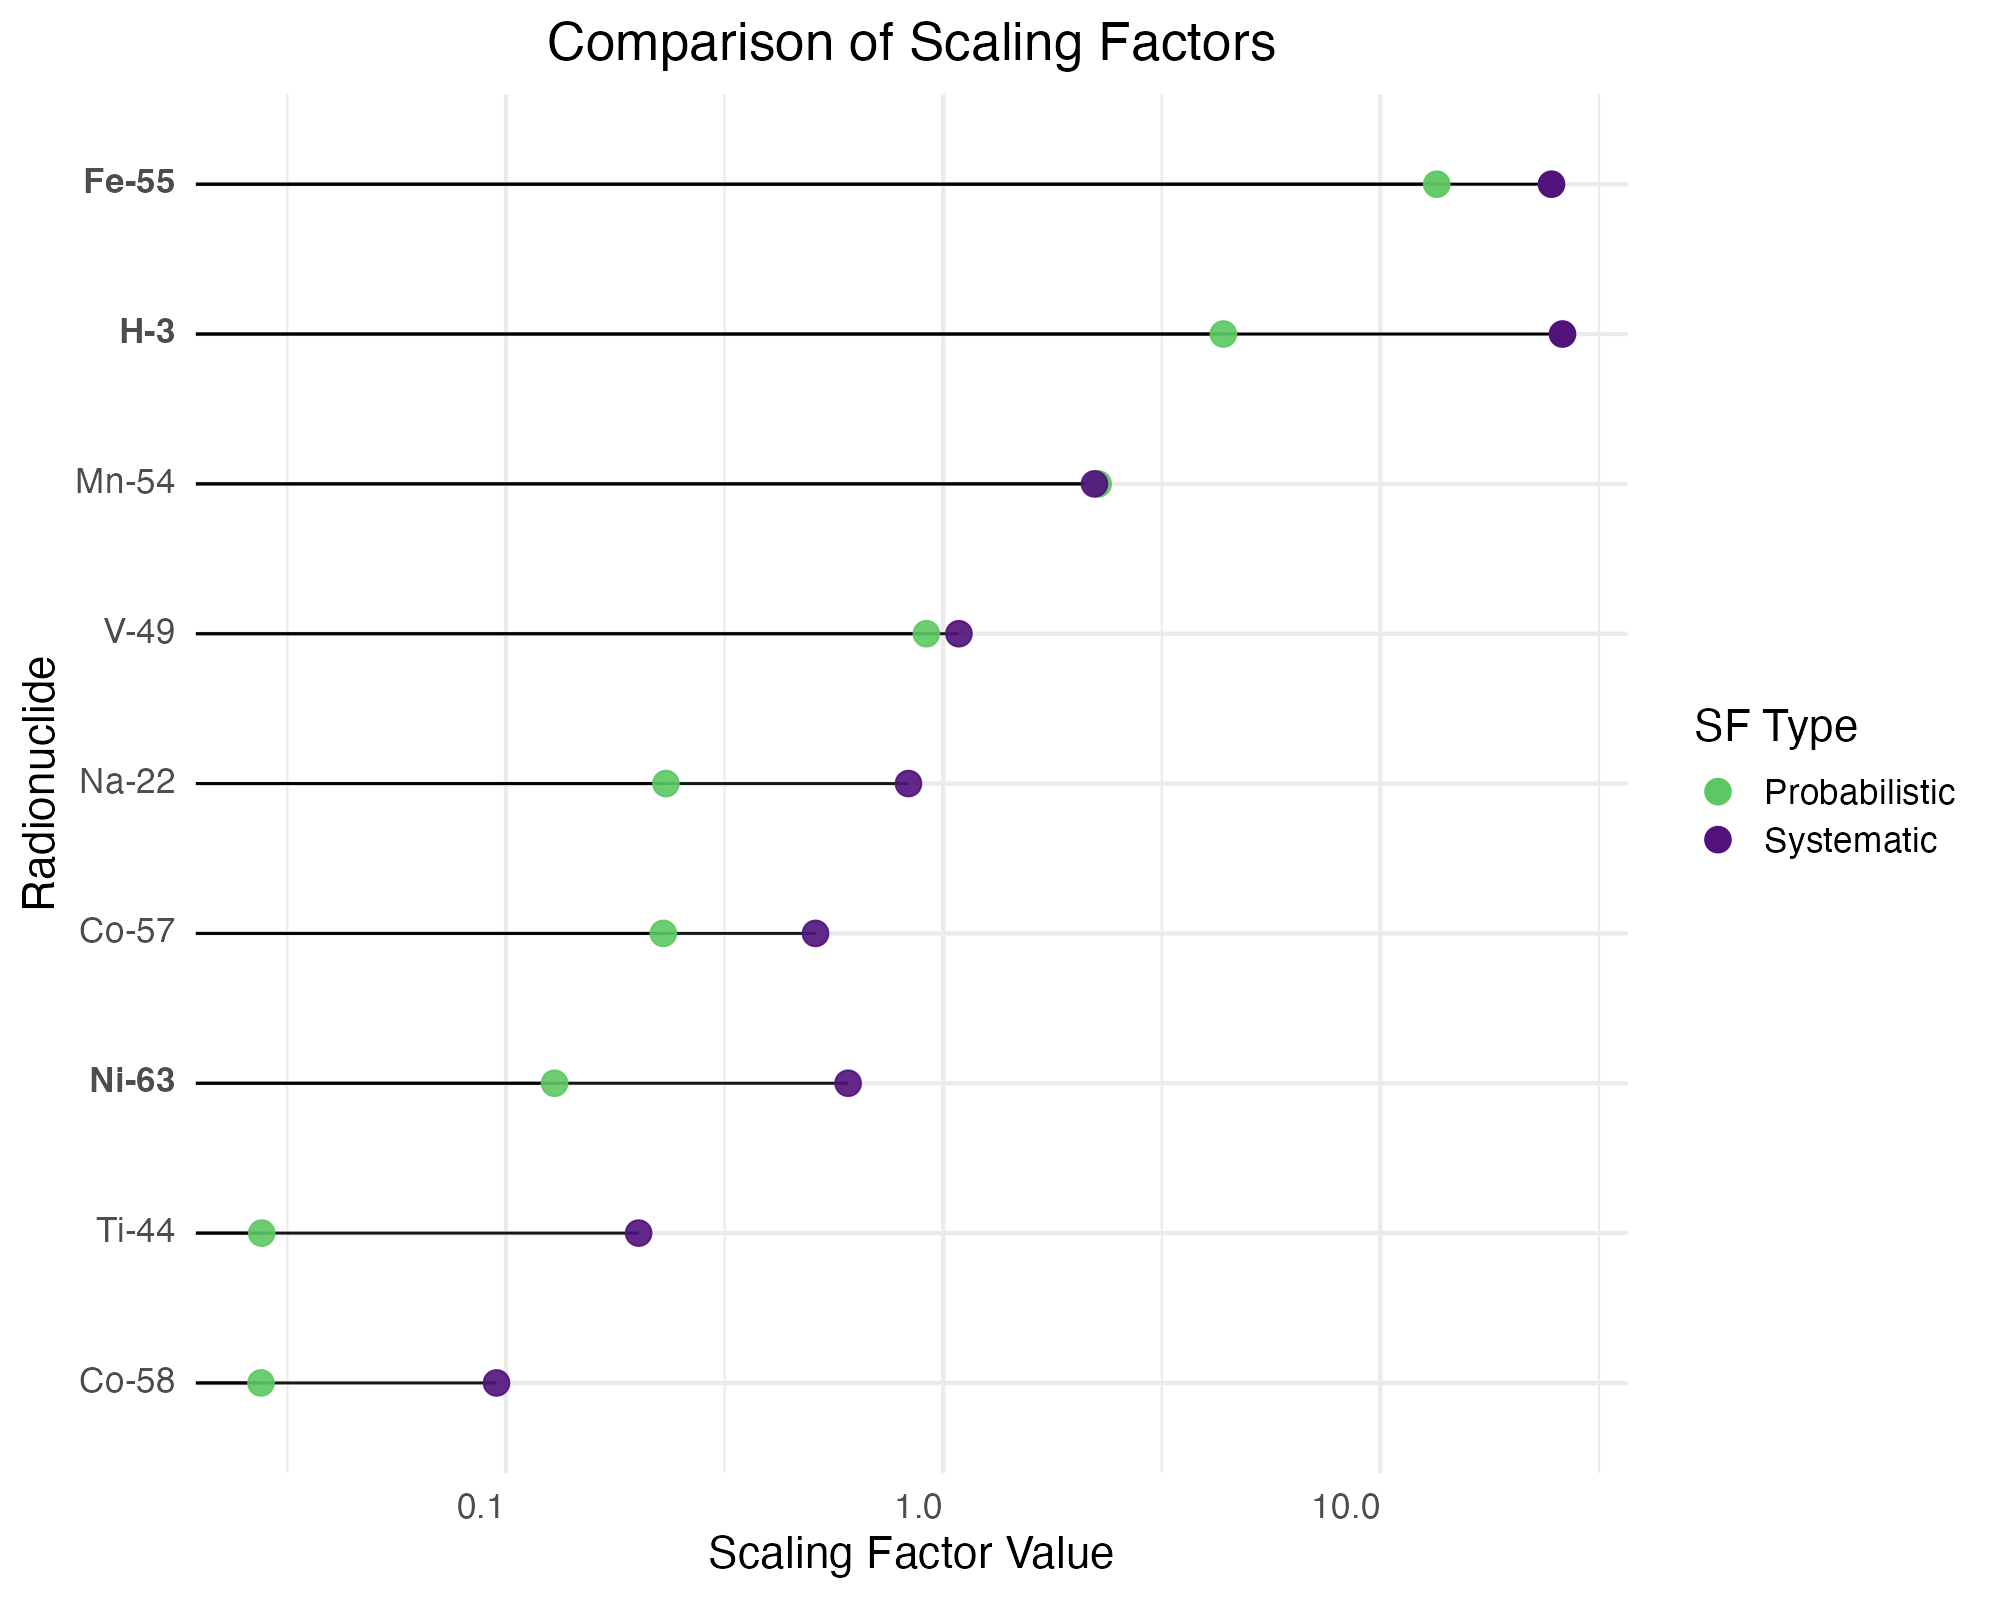 Comparison of Scaling Factors
Fe-55
H-3
Mn-54
V-49
Na-22
Co-57
Ni-63
Ti-44
Co-58
Radionuclide
0.1
1.0
10.0
Scaling Factor Value
SF Type
Probabilistic
Systematic